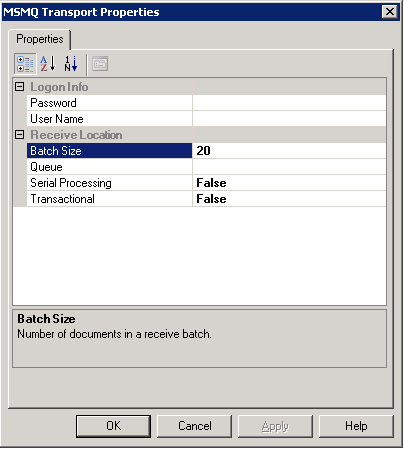 MSMQ Transport Properties
Properties
Logon Info
Password
User Name
Receive Location
Batch Size 20
Queue
Serial Processing False
Transactional False
Batch Size
Number of documents in a receive batch.
OK Cancel Apply Help